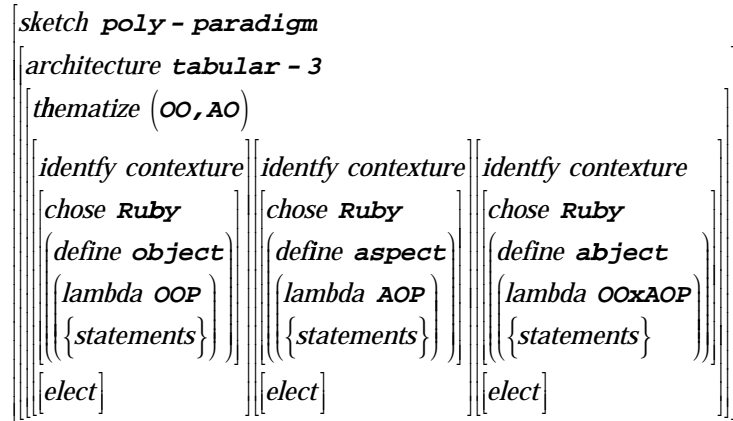 sketch poly - paradigm
architecture tabular - 3
thematize (OO, AO)
identfy contexture identfy contexture identfy contexture
chose Ruby chose Ruby chose Ruby
(define object) (define aspect) (define abject)
(lambda OOP) (lambda AOP) (lambda OOxAOP)
({statements}) ({statements}) ({statements})
[elect] [elect] [elect]